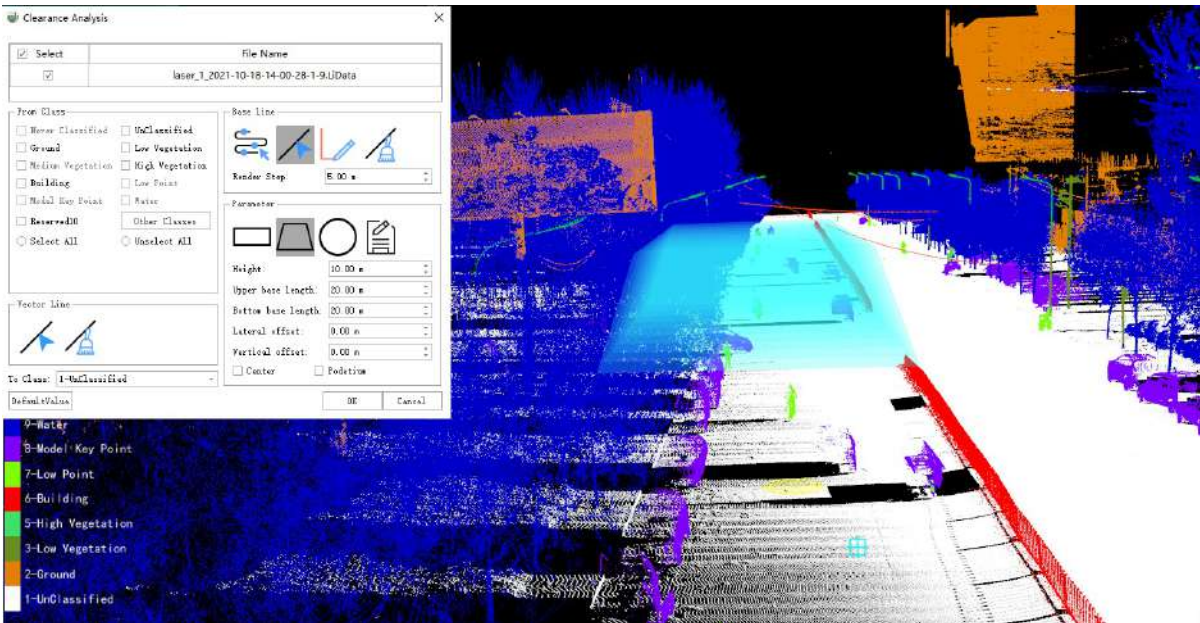 Clearance Analysis
Select File Name
laser_1_2021-10-18-14-00-28-1-9.LiData
From Class
Never Classified UnClassified
Ground Low Vegetation
Medium Vegetation High Vegetation
Building Low Point
Model Key Point Water
Reserved10 Other Classes
Select All Unselect All
Base line
Render Step 5.00 m
Parameter
Height: 10.00 m
Upper base length: 20.00 m
Bottom base length: 20.00 m
Lateral offset: 0.00 m
Vertical offset: 0.00 m
Center Podetium
Vector Line
To Class: 1-UnClassified
DefaultValue OK Cancel
9-Water
8-Model Key Point
7-Low Point
6-Building
5-High Vegetation
3-Low Vegetation
2-Ground
1-UnClassified